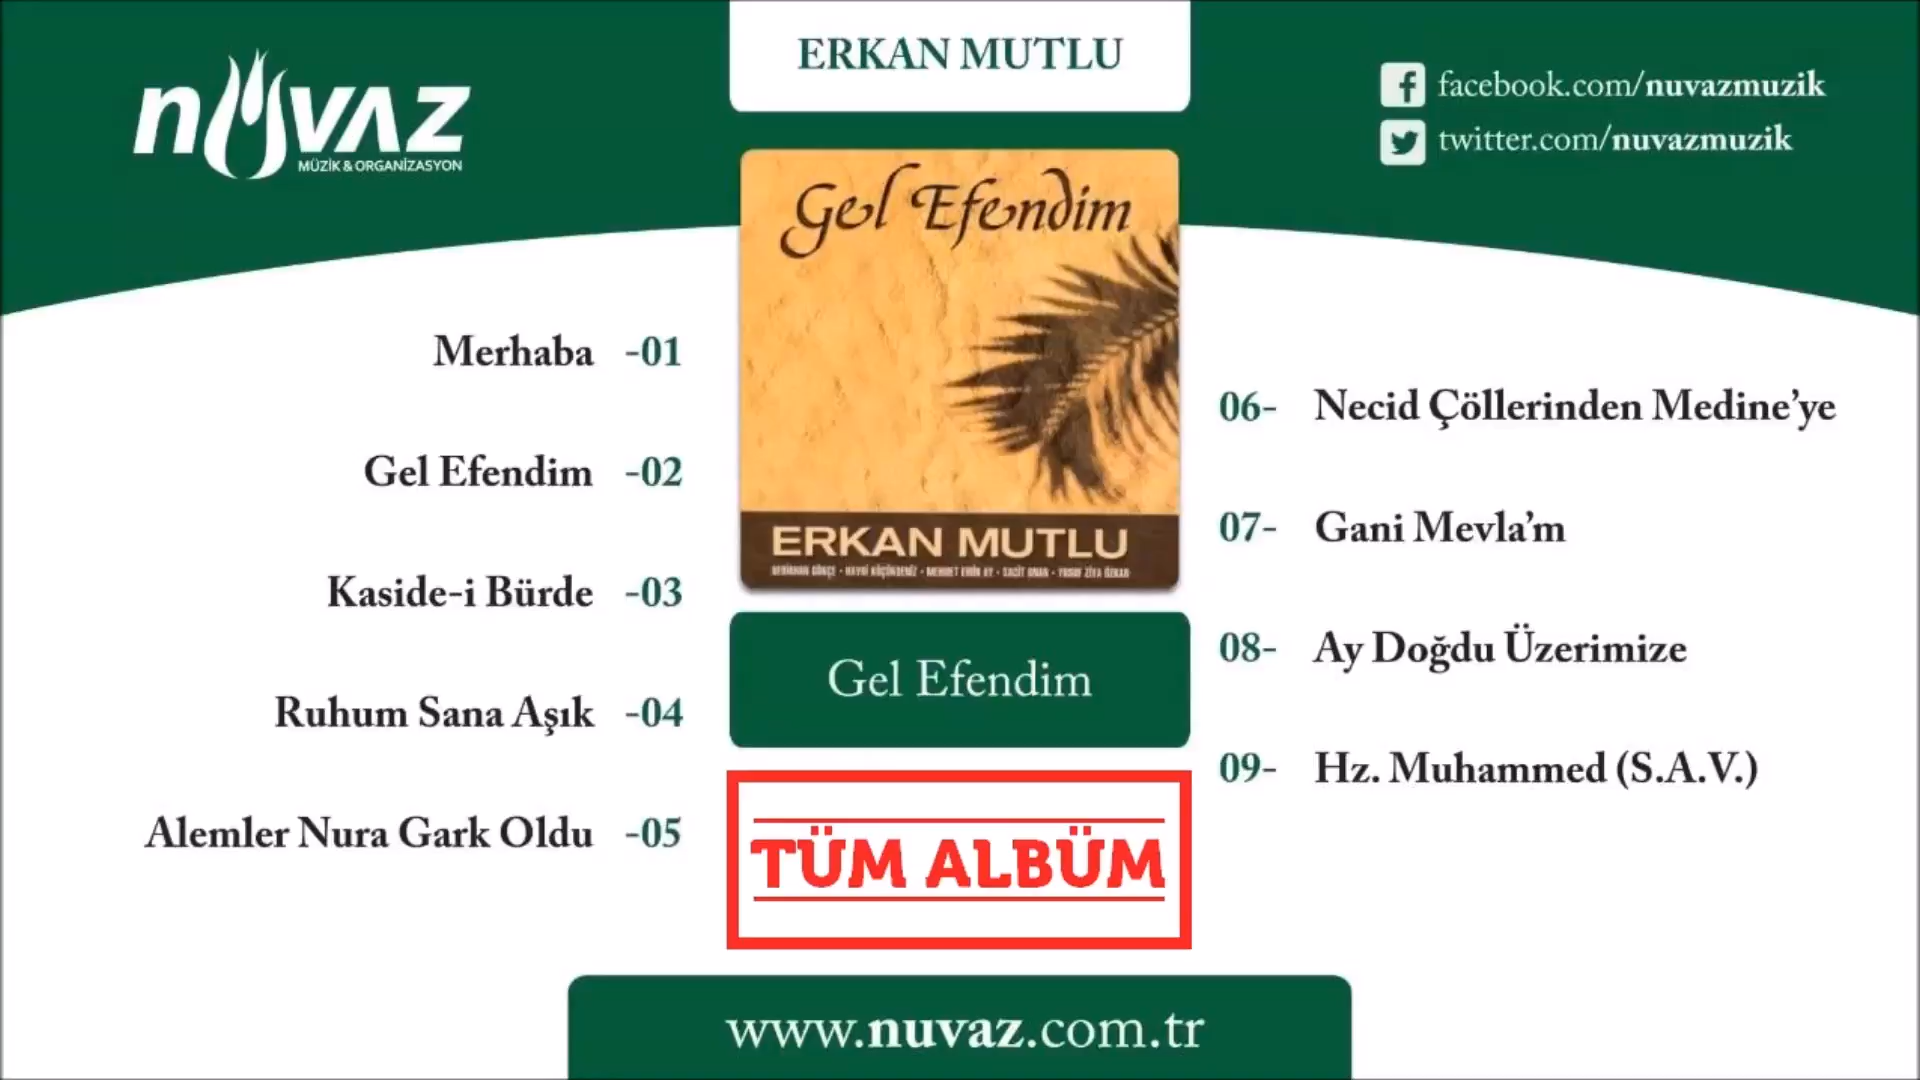 nuvaz
MÜZİK & ORGANİZASYON
ERKAN MUTLU
facebook.com/nuvazmuzik
twitter.com/nuvazmuzik
Gel Efendim
ERKAN MUTLU
Merhaba -01
Gel Efendim -02
Kaside-i Bürde -03
Ruhum Sana Aşık -04
Alemler Nura Gark Oldu -05
Gel Efendim
TÜM ALBÜM
06- Necid Çöllerinden Medine’ye
07- Gani Mevla’m
08- Ay Doğdu Üzerimize
09- Hz. Muhammed (S.A.V.)
www.nuvaz.com.tr